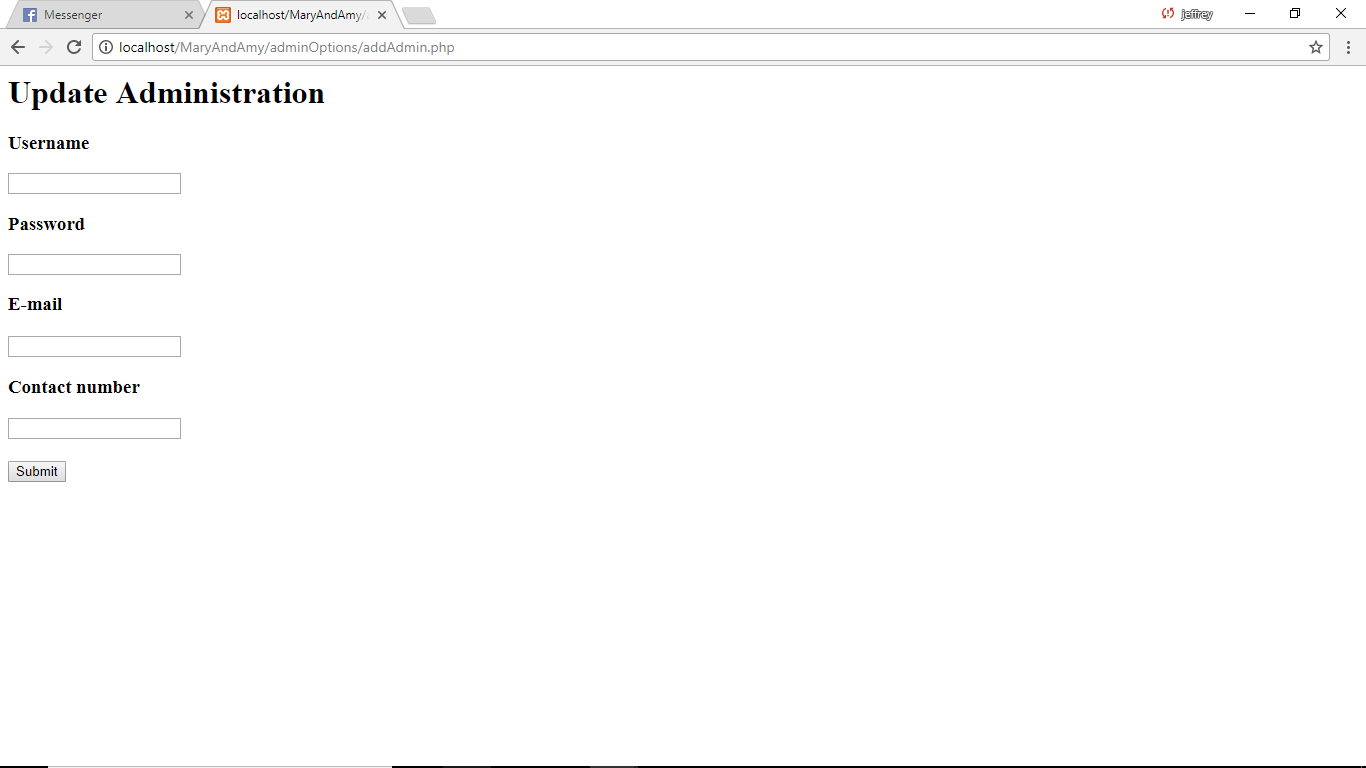 Messenger
localhost/MaryAndAmy/
jeffrey
localhost/MaryAndAmy/adminOptions/addAdmin.php
Update Administration
Username
Password
E-mail
Contact number
Submit